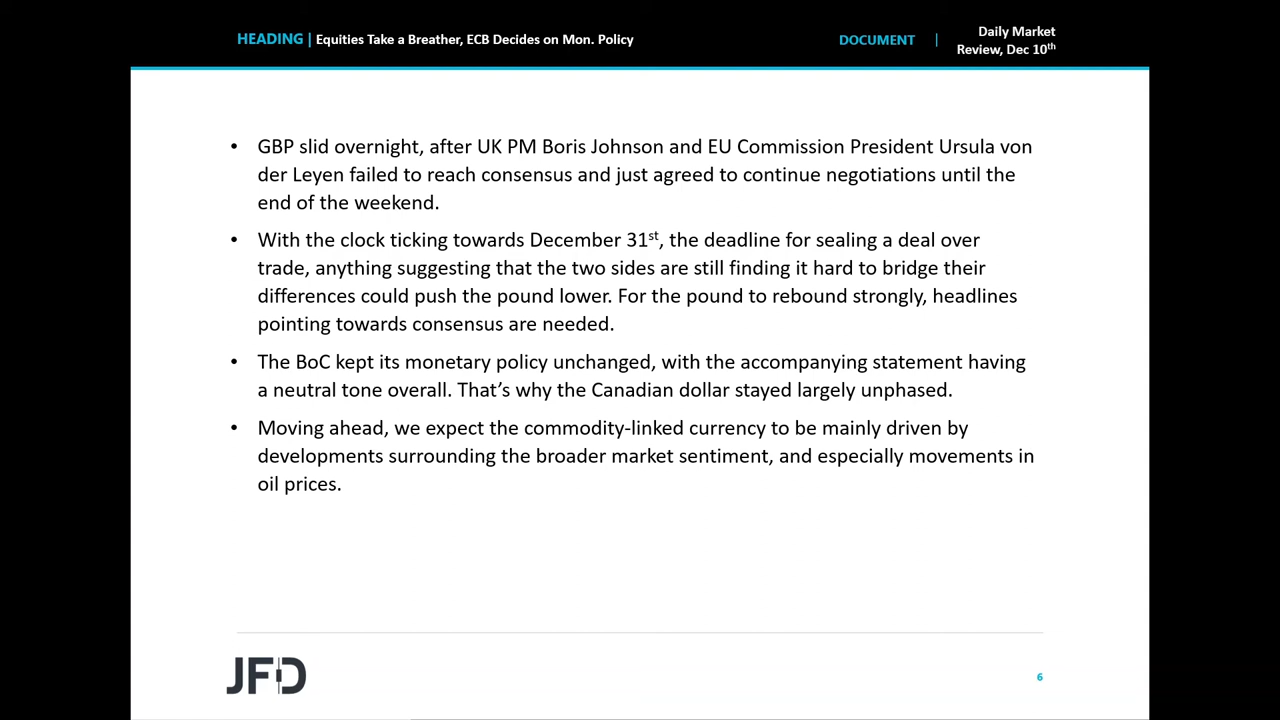 HEADING | Equities Take a Breather, ECB Decides on Mon. Policy
DOCUMENT | Daily Market
Review, Dec 10th
• GBP slid overnight, after UK PM Boris Johnson and EU Commission President Ursula von
der Leyen failed to reach consensus and just agreed to continue negotiations until the
end of the weekend.
• With the clock ticking towards December 31st, the deadline for sealing a deal over
trade, anything suggesting that the two sides are still finding it hard to bridge their
differences could push the pound lower. For the pound to rebound strongly, headlines
pointing towards consensus are needed.
• The BoC kept its monetary policy unchanged, with the accompanying statement having
a neutral tone overall. That’s why the Canadian dollar stayed largely unphased.
• Moving ahead, we expect the commodity-linked currency to be mainly driven by
developments surrounding the broader market sentiment, and especially movements in
oil prices.
JFD
6